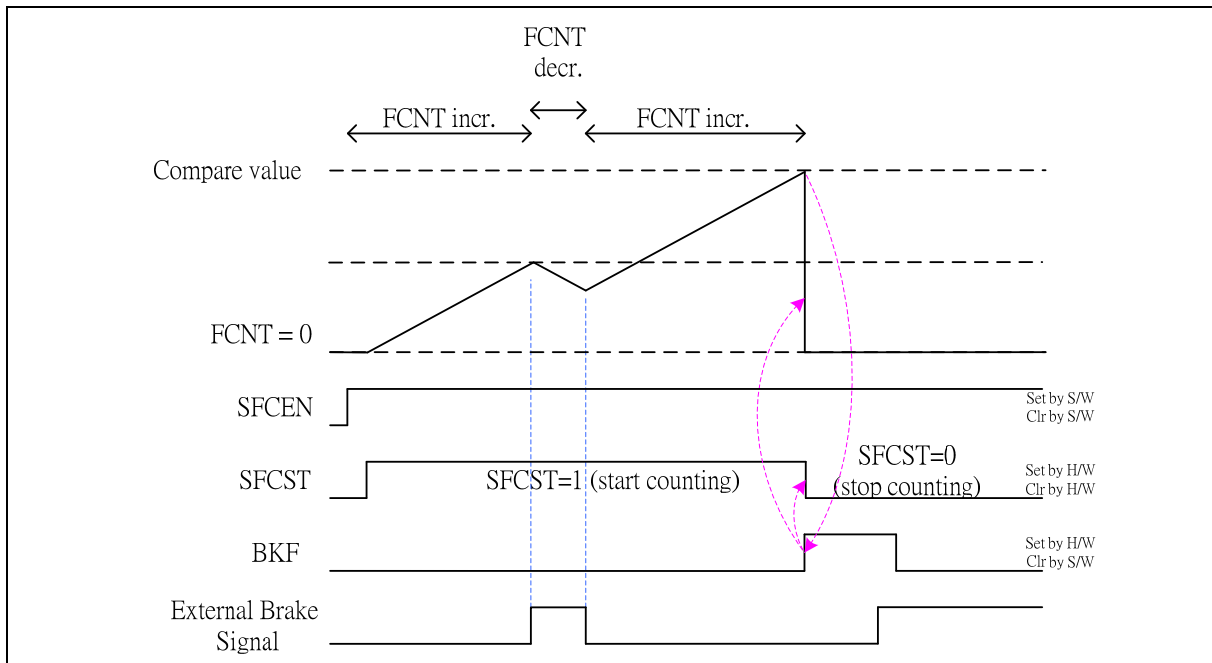 FCNT
decr.
FCNT incr.
FCNT incr.
Compare value
FCNT = 0
SFCEN
Set by S/W
Clr by S/W
SFCST
SFCST=1 (start counting)
SFCST=0
(stop counting)
Set by H/W
Clr by H/W
BKF
Set by H/W
Clr by S/W
External Brake
Signal